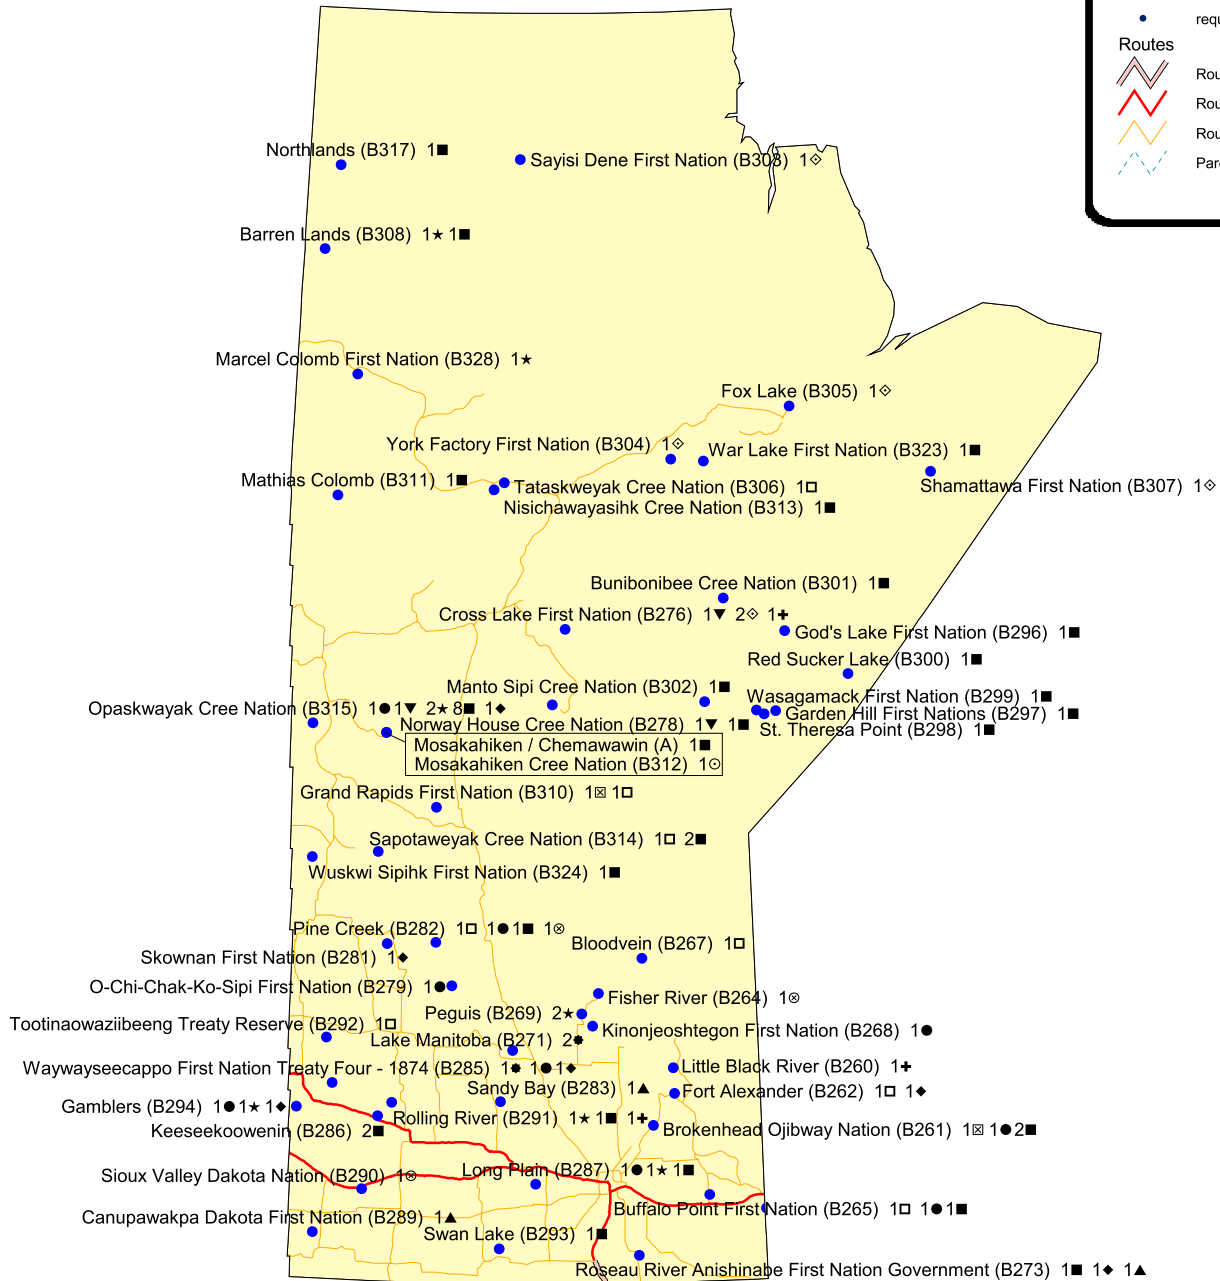 requ
Routes
Rou
Rou
Rou
Parc
Northlands (B317) 1■
Sayisi Dene First Nation (B303) 1⟐
Barren Lands (B308) 1★ 1■
Marcel Colomb First Nation (B328) 1★
Fox Lake (B305) 1⟐
York Factory First Nation (B304) 1⟐
War Lake First Nation (B323) 1■
Mathias Colomb (B311) 1■
Tataskweyak Cree Nation (B306) 1□
Shamattawa First Nation (B307) 1⟐
Nisichawayasihk Cree Nation (B313) 1■
Bunibonibee Cree Nation (B301) 1■
Cross Lake First Nation (B276) 1▼ 2⟐ 1✚
God's Lake First Nation (B296) 1■
Red Sucker Lake (B300) 1■
Manto Sipi Cree Nation (B302) 1■
Wasagamack First Nation (B299) 1■
Opaskwayak Cree Nation (B315) 1● 1▼ 2★ 8■ 1◆
Garden Hill First Nations (B297) 1■
Norway House Cree Nation (B278) 1▼ 1■
St. Theresa Point (B298) 1■
Mosakahiken / Chemawawin (A) 1■
Mosakahiken Cree Nation (B312) 1⊙
Grand Rapids First Nation (B310) 1☒ 1□
Sapotaweyak Cree Nation (B314) 1□ 2■
Wuskwi Sipihk First Nation (B324) 1■
Pine Creek (B282) 1□ 1● 1■ 1⊗
Bloodvein (B267) 1□
Skownan First Nation (B281) 1◆
O-Chi-Chak-Ko-Sipi First Nation (B279) 1●
Fisher River (B264) 1⊗
Peguis (B269) 2★
Tootinaowaziibeeng Treaty Reserve (B292) 1□
Kinonjeoshtegon First Nation (B268) 1●
Lake Manitoba (B271) 2✸
Waywayseecappo First Nation Treaty Four - 1874 (B285) 1✸ 1● 1◆
Little Black River (B260) 1✚
Sandy Bay (B283) 1▲
Fort Alexander (B262) 1□ 1◆
Gamblers (B294) 1● 1★ 1◆
Rolling River (B291) 1★ 1■ 1✚
Keeseekoowenin (B286) 2■
Brokenhead Ojibway Nation (B261) 1☒ 1● 2■
Sioux Valley Dakota Nation (B290) 1⊗
Long Plain (B287) 1● 1★ 1■
Buffalo Point First Nation (B265) 1□ 1● 1■
Canupawakpa Dakota First Nation (B289) 1▲
Swan Lake (B293) 1■
Roseau River Anishinabe First Nation Government (B273) 1■ 1◆ 1▲